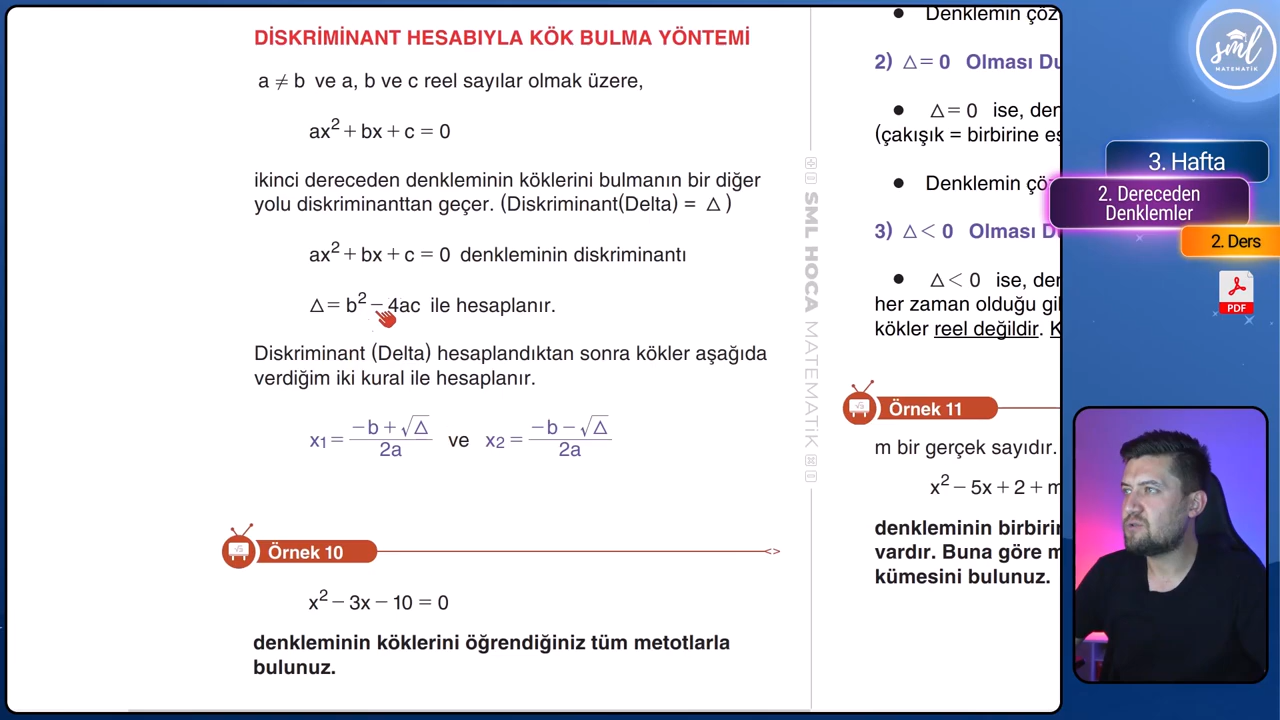 DİSKRİMİNANT HESABIYLA KÖK BULMA YÖNTEMİ
a ≠ b ve a, b ve c reel sayılar olmak üzere,
ax² + bx + c = 0
ikinci dereceden denkleminin köklerini bulmanın bir diğer
yolu diskriminanttan geçer. (Diskriminant(Delta) = △ )
ax² + bx + c = 0 denkleminin diskriminantı
△ = b² − 4ac ile hesaplanır.
Diskriminant (Delta) hesaplandıktan sonra kökler aşağıda
verdiğim iki kural ile hesaplanır.
x1 = (−b + √△)/2a ve x2 = (−b − √△)/2a
Örnek 10
x² − 3x − 10 = 0
denkleminin köklerini öğrendiğiniz tüm metotlarla
bulunuz.
SML HOCA MATEMATİK
● Denklemin çöz
2) △ = 0 Olması Du
● △ = 0 ise, den
(çakışık = birbirine eş
● Denklemin çö
3) △ < 0 Olması D
● △ < 0 ise, der
her zaman olduğu gil
kökler reel değildir. K
Örnek 11
m bir gerçek sayıdır.
x² − 5x + 2 + m
denkleminin birbirin
vardır. Buna göre m
kümesini bulunuz.
sml
MATEMATİK
3. Hafta
2. Dereceden
Denklemler
2. Ders
PDF